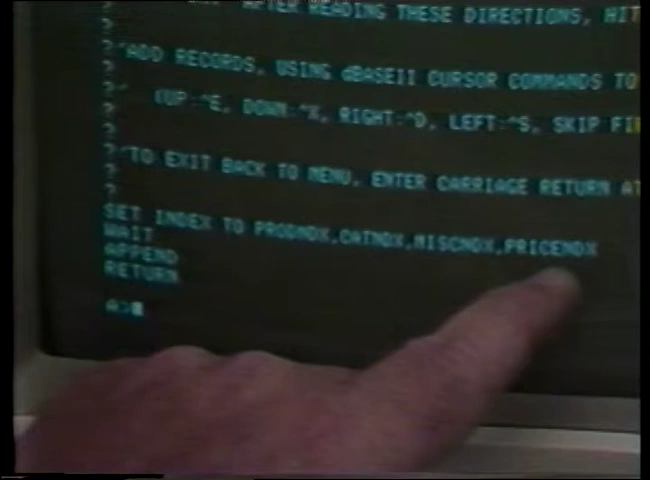 ? AFTER READING THESE DIRECTIONS, HIT
?
?
?'ADD RECORDS, USING dBASEII CURSOR COMMANDS TO
?
?' (UP-^E, DOWN-^X, RIGHT-^D, LEFT-^S, SKIP FI
?
?
?'TO EXIT BACK TO MENU, ENTER CARRIAGE RETURN AT
?
?
SET INDEX TO PRODNDX,CATNDX,MISCNDX,PRICENDX
WAIT
APPEND
RETURN
A>